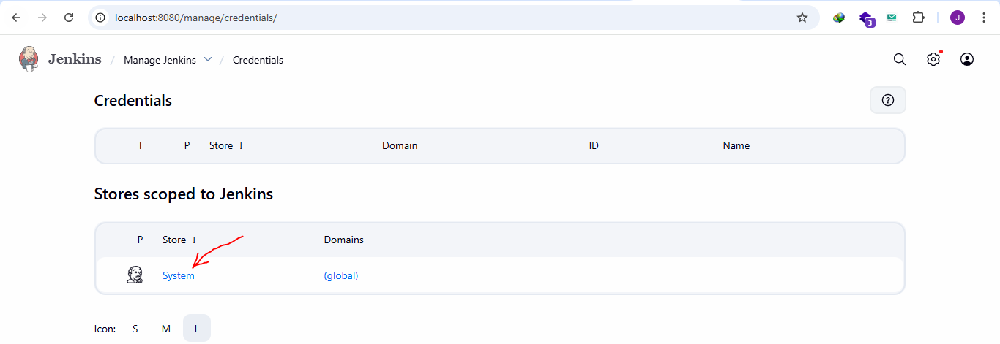 localhost:8080/manage/credentials/
3
J
Jenkins / Manage Jenkins / Credentials
Credentials
T P Store ↓ Domain ID Name
Stores scoped to Jenkins
P Store ↓ Domains
System (global)
Icon: S M L